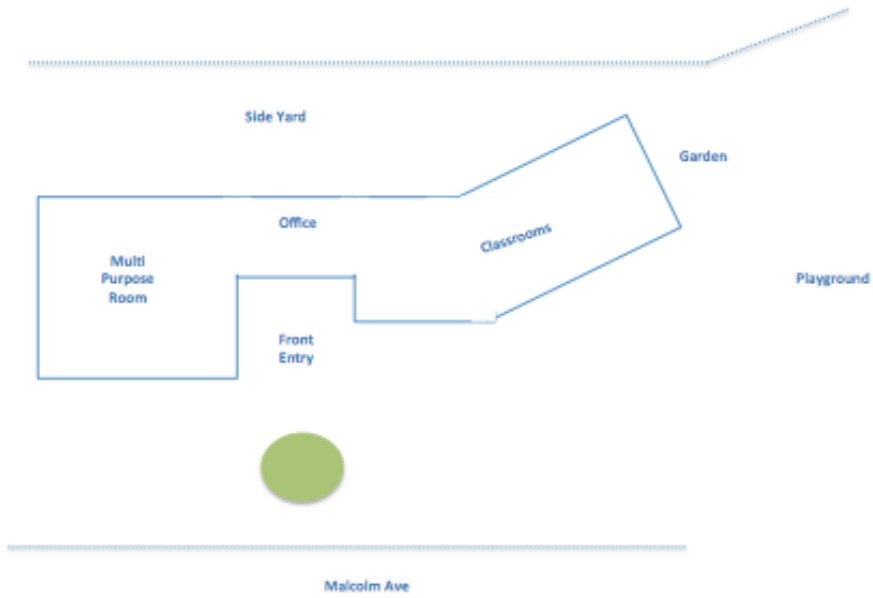 Side Yard
Garden
Office
Classrooms
Multi
Purpose
Room
Playground
Front
Entry
Malcolm Ave